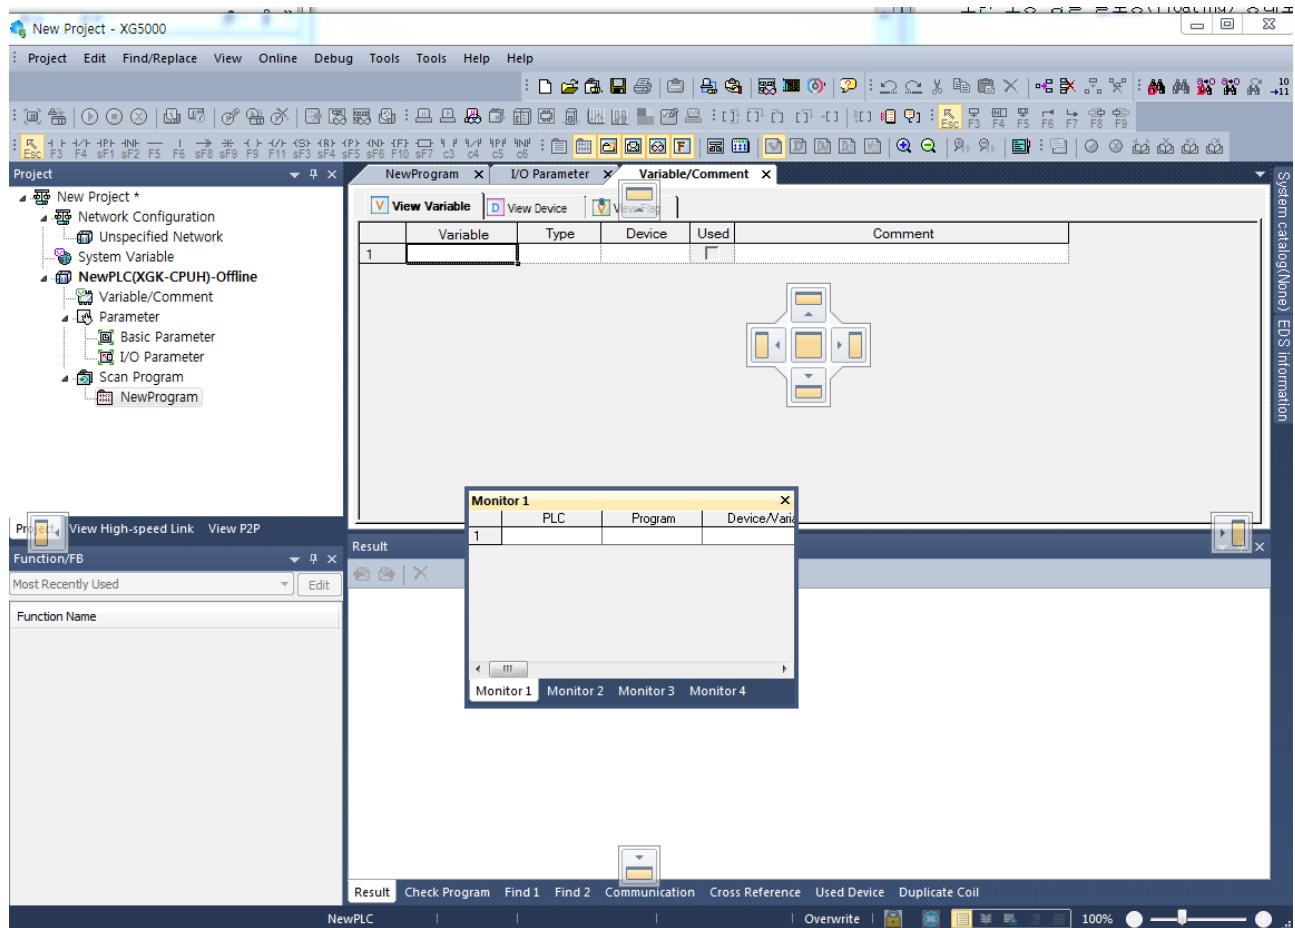 New Project - XG5000
Project Edit Find/Replace View Online Debug Tools Tools Help Help
Esc F3 F4 F5 F6 F7 F8 F9
Esc F3 F4 sF1 sF2 F5 F6 sF8 sF9 F9 F11 sF3 sF4 sF5 sF6 F10 sF7 c3 c4 c5 c6
Project
NewProgram I/O Parameter Variable/Comment
New Project *
Network Configuration
Unspecified Network
System Variable
NewPLC(XGK-CPUH)-Offline
Variable/Comment
Parameter
Basic Parameter
I/O Parameter
Scan Program
NewProgram
View Variable View Device View Flag
Variable Type Device Used Comment
1
System catalog(None) EDS information
Project View High-speed Link View P2P
Function/FB
Most Recently Used Edit
Function Name
Monitor 1
PLC Program Device/Varia
1
Monitor 1 Monitor 2 Monitor 3 Monitor 4
Result
Result Check Program Find 1 Find 2 Communication Cross Reference Used Device Duplicate Coil
NewPLC Overwrite 100%